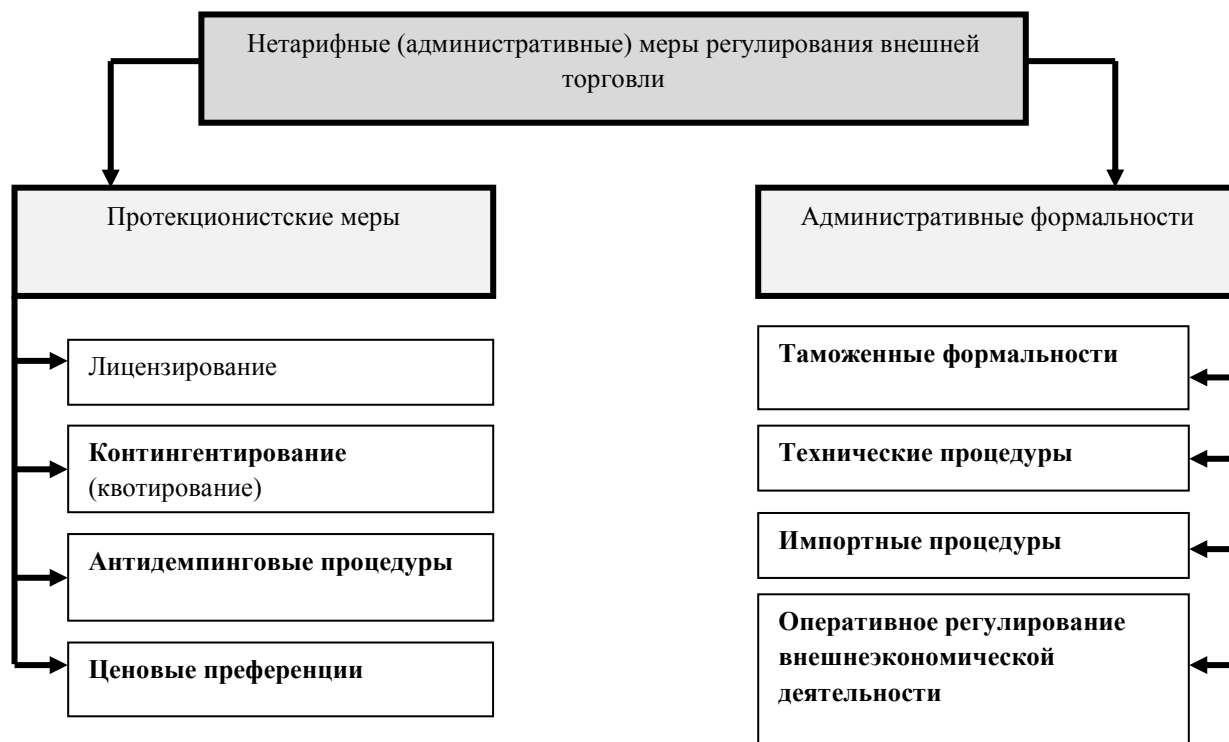 Нетарифные (административные) меры регулирования внешней
торговли
Протекционистские меры
Административные формальности
Лицензирование
Контингентирование
(квотирование)
Антидемпинговые процедуры
Ценовые преференции
Таможенные формальности
Технические процедуры
Импортные процедуры
Оперативное регулирование
внешнеэкономической
деятельности